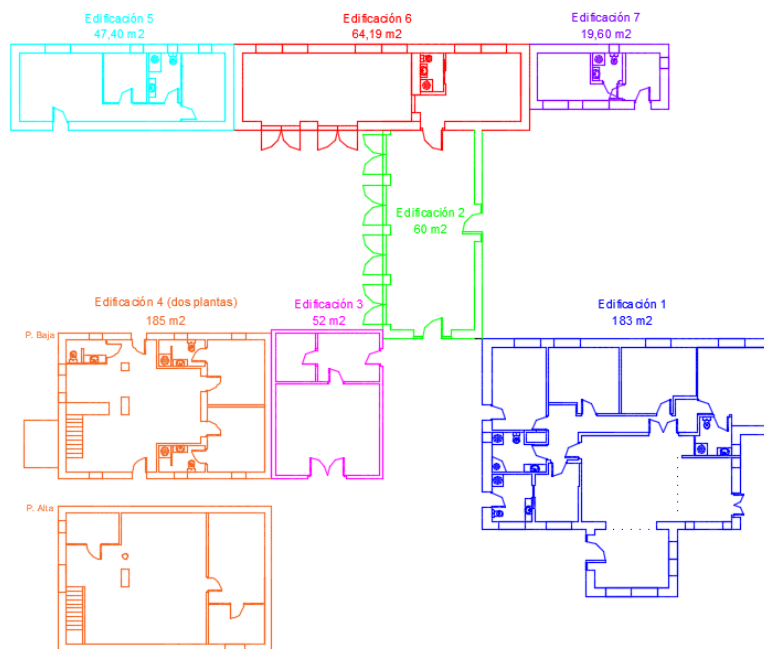 Edificación 5
47,40 m2
Edificación 6
64,19 m2
Edificación 7
19,60 m2
Edificación 2
60 m2
Edificación 4 (dos plantas)
185 m2
Edificación 3
52 m2
Edificación 1
183 m2
P. Baja
P. Alta